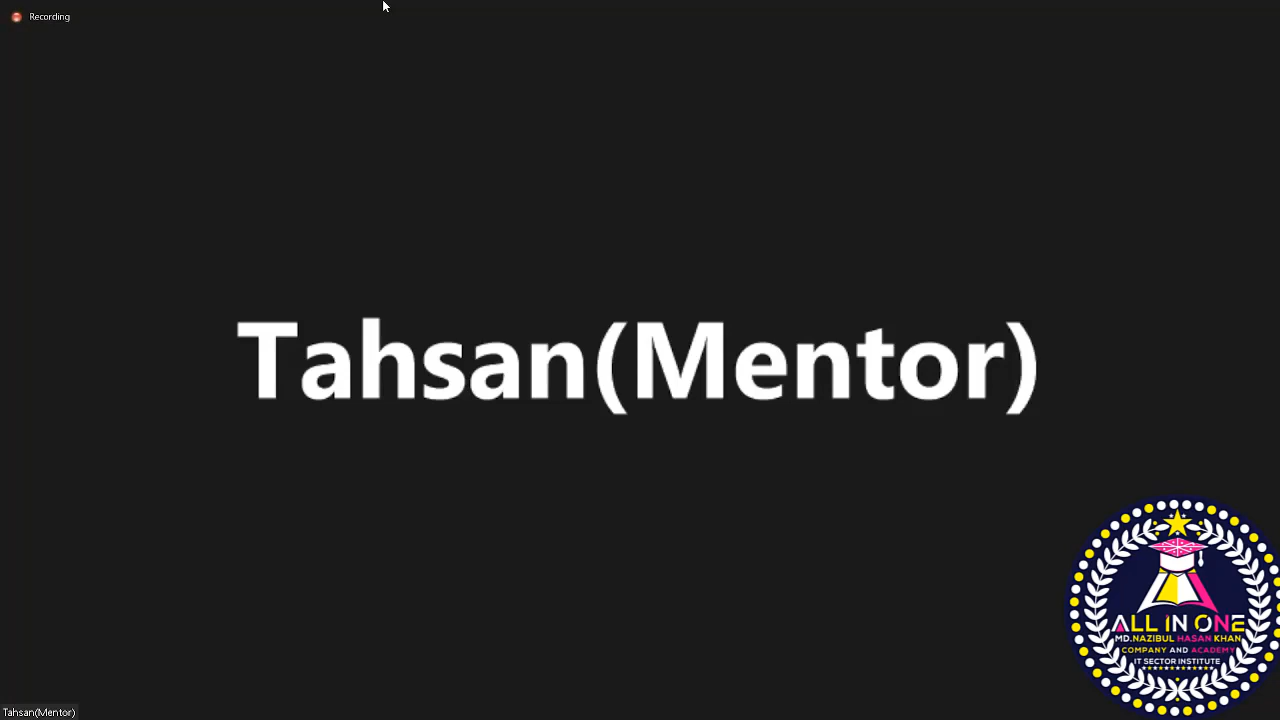 Recording
Tahsan(Mentor)
ALL IN ONE
MD.NAZIBUL HASAN KHAN
COMPANY AND ACADEMY
IT SECTOR INSTITUTE
Tahsan(Mentor)